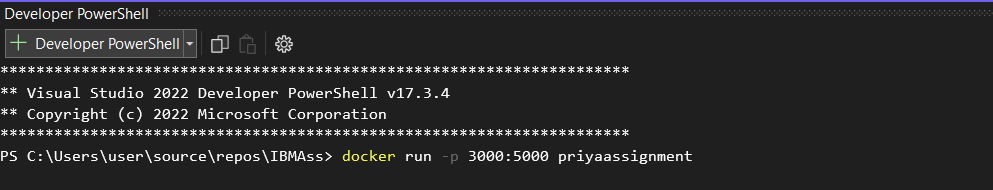 Developer PowerShell
+ Developer PowerShell
**********************************************************************
** Visual Studio 2022 Developer PowerShell v17.3.4
** Copyright (c) 2022 Microsoft Corporation
**********************************************************************
PS C:\Users\user\source\repos\IBMAss> docker run -p 3000:5000 priyaassignment